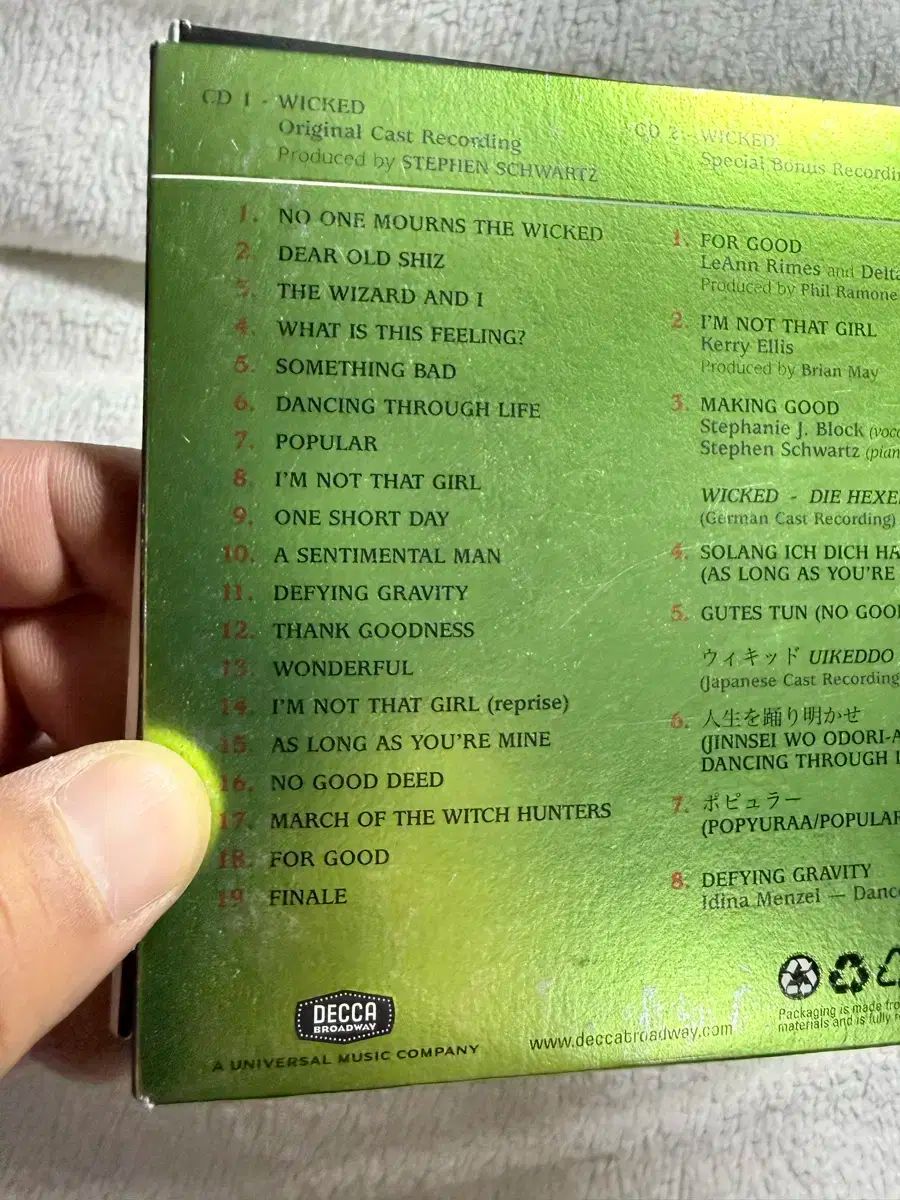 CD 1 - WICKED
Original Cast Recording
Produced by STEPHEN SCHWARTZ
1. NO ONE MOURNS THE WICKED
2. DEAR OLD SHIZ
3. THE WIZARD AND I
4. WHAT IS THIS FEELING?
5. SOMETHING BAD
6. DANCING THROUGH LIFE
7. POPULAR
8. I'M NOT THAT GIRL
9. ONE SHORT DAY
10. A SENTIMENTAL MAN
11. DEFYING GRAVITY
12. THANK GOODNESS
13. WONDERFUL
14. I'M NOT THAT GIRL (reprise)
15. AS LONG AS YOU'RE MINE
16. NO GOOD DEED
17. MARCH OF THE WITCH HUNTERS
18. FOR GOOD
19. FINALE
CD 2 - WICKED
Special Bonus
1. FOR GOOD
LeAnn Rimes and Delta
Produced by Phil Ramone
2. I'M NOT THAT GIRL
Kerry Ellis
Produced by Brian May
3. MAKING GOOD
Stephanie J. Block
Stephen Schwartz
WICKED - DIE
(German Cast Recording)
4. SOLANG ICH DICH
(AS LONG AS YOU'RE
5. GUTES TUN (NO
ウィキッド UIKEDDO
(Japanese Cast Recording
6. 人生を踊り明かせ
(JINNSEI WO
DANCING THROUGH
7. ポピュラー
(POPYURAA/POPULAR
8. DEFYING GRAVITY
Idina Menzel —
DECCA
BROADWAY
A UNIVERSAL MUSIC COMPANY
www.deccabroadway.com
Packaging is made
materials and is fully